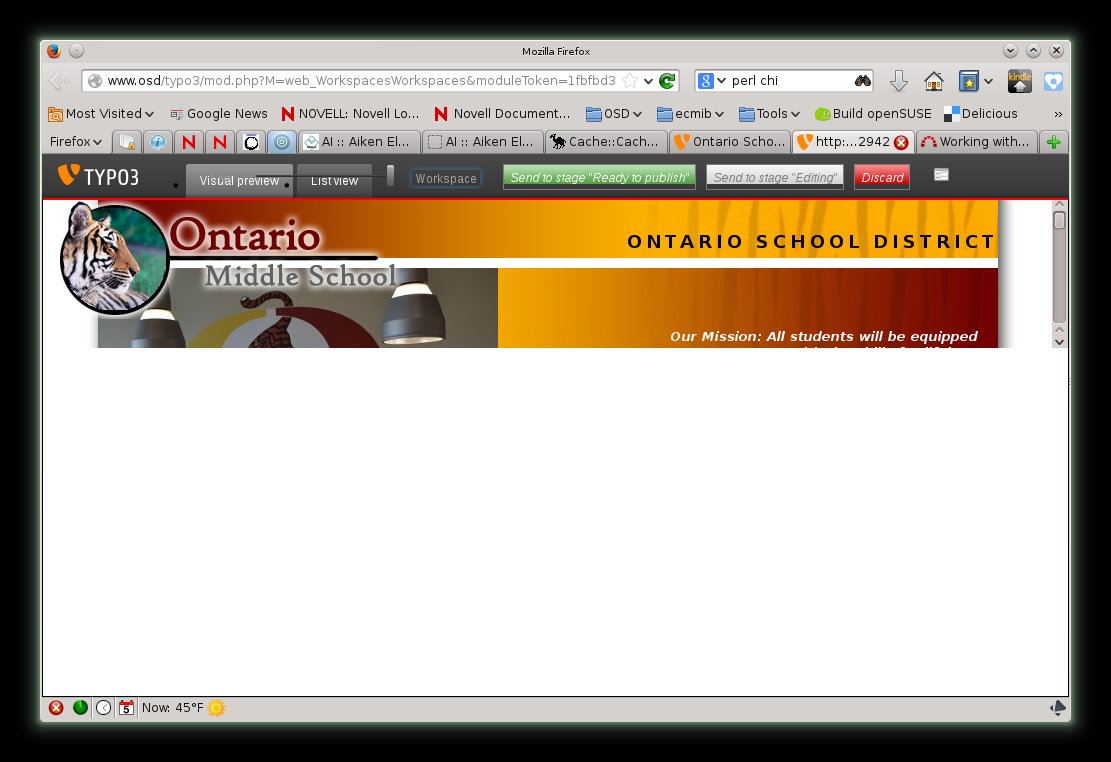 Mozilla Firefox
www.osd/typo3/mod.php?M=web_WorkspacesWorkspaces&moduleToken=1fbfbd3
8 perl chi
kindle
Most Visited Google News NOVELL: Novell Lo... Novell Document... OSD ecmib Tools Build openSUSE Delicious »
Firefox AI :: Aiken El... AI :: Aiken El... Cache::Cach... Ontario Scho... http:...2942 Working with...
TYPO3 Visual preview List view Workspace Send to stage "Ready to publish" Send to stage "Editing" Discard
Ontario
ONTARIO SCHOOL DISTRICT
Middle School
Our Mission: All students will be equipped
5 Now: 45°F